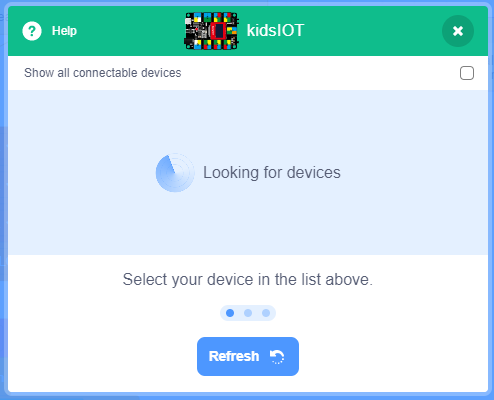 Help
kidsIOT
Show all connectable devices
Looking for devices
Select your device in the list above.
Refresh